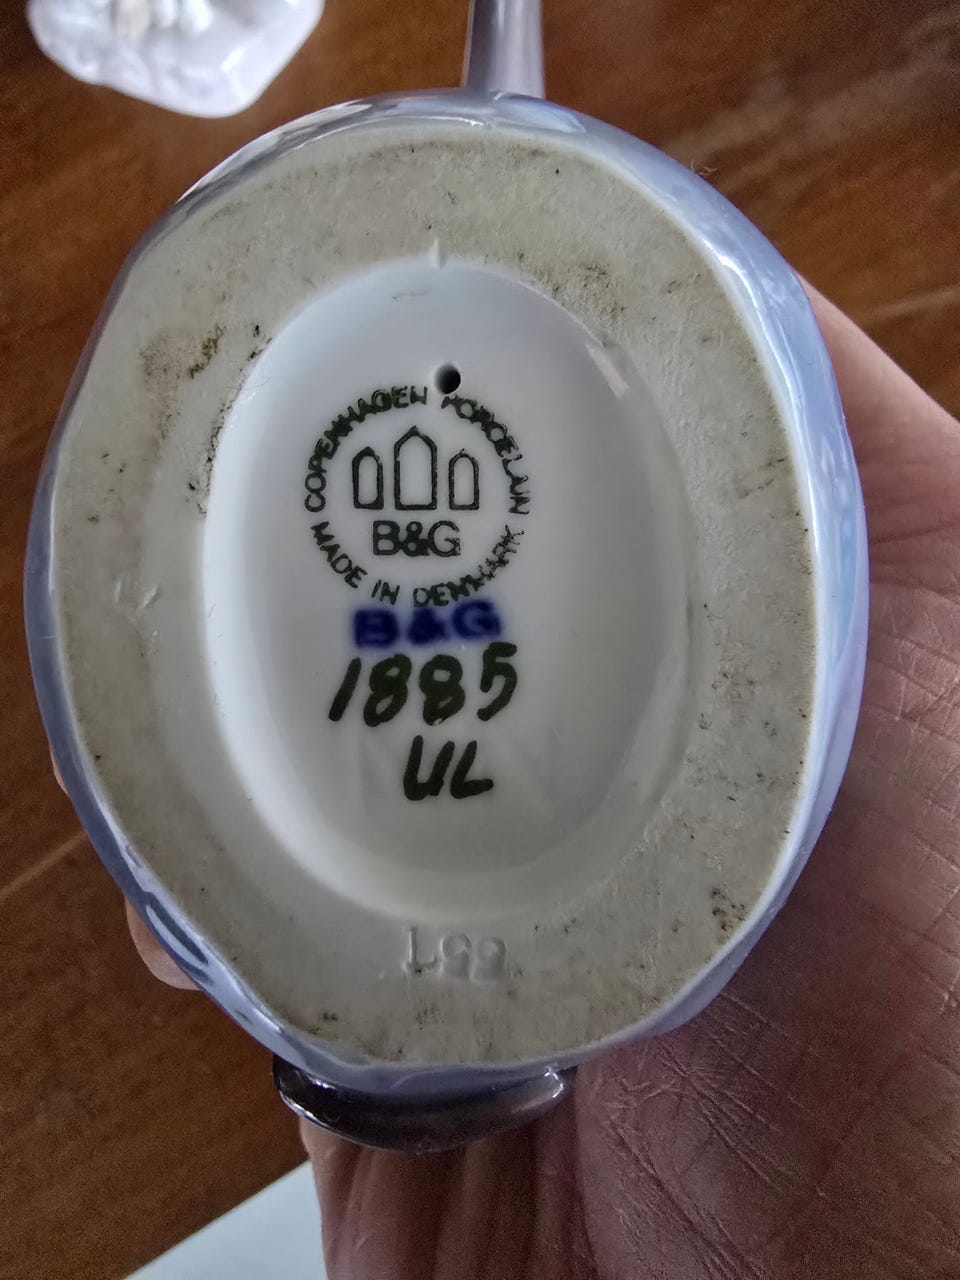 COPENHAGEN PORCELAIN
B&G
MADE IN DENMARK
B&G
1885
UL